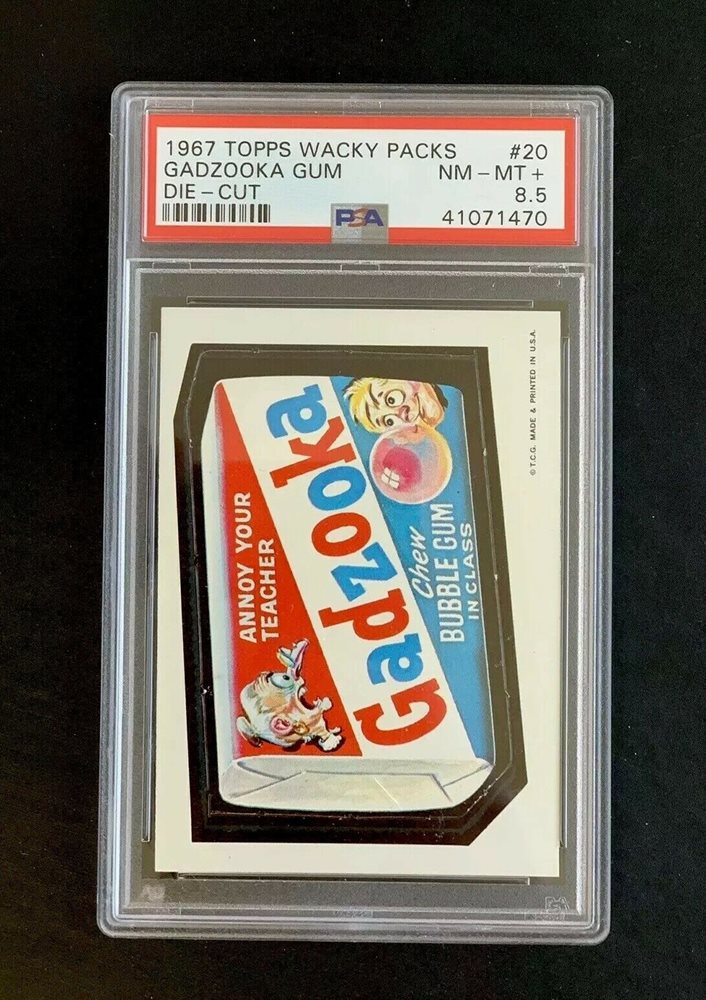 1967 TOPPS WACKY PACKS #20
GADZOOKA GUM NM - MT +
DIE - CUT 8.5
PSA 41071470
© T.C.G. MADE & PRINTED IN U.S.A.
ANNOY YOUR
TEACHER
Gadzooka
Chew
BUBBLE GUM
IN CLASS